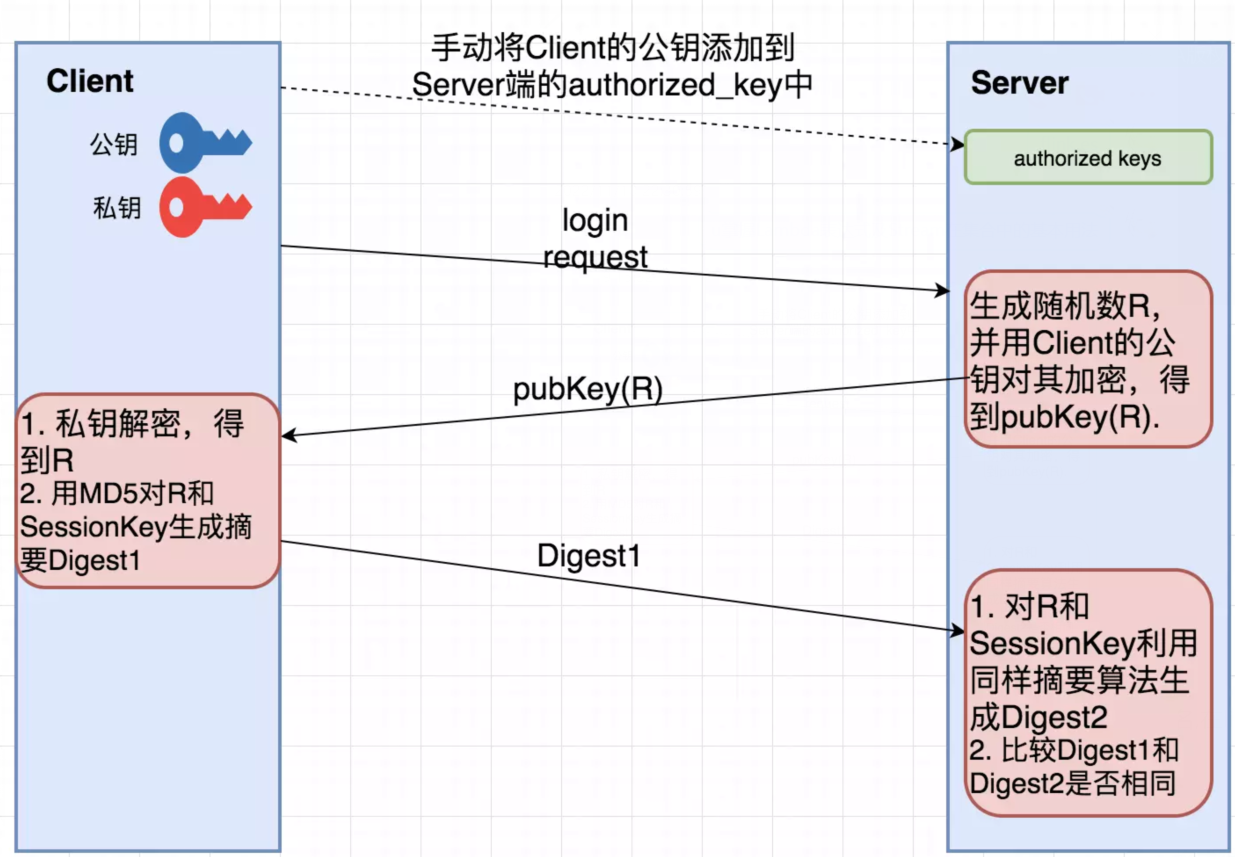 手动将Client的公钥添加到
Server端的authorized_key中
Client
Server
公钥
authorized keys
私钥
login
request
生成随机数R，
并用Client的公
钥对其加密，得
到pubKey(R).
pubKey(R)
1. 私钥解密，得
到R
2. 用MD5对R和
SessionKey生成摘
要Digest1
Digest1
1. 对R和
SessionKey利用
同样摘要算法生
成Digest2
2. 比较Digest1和
Digest2是否相同